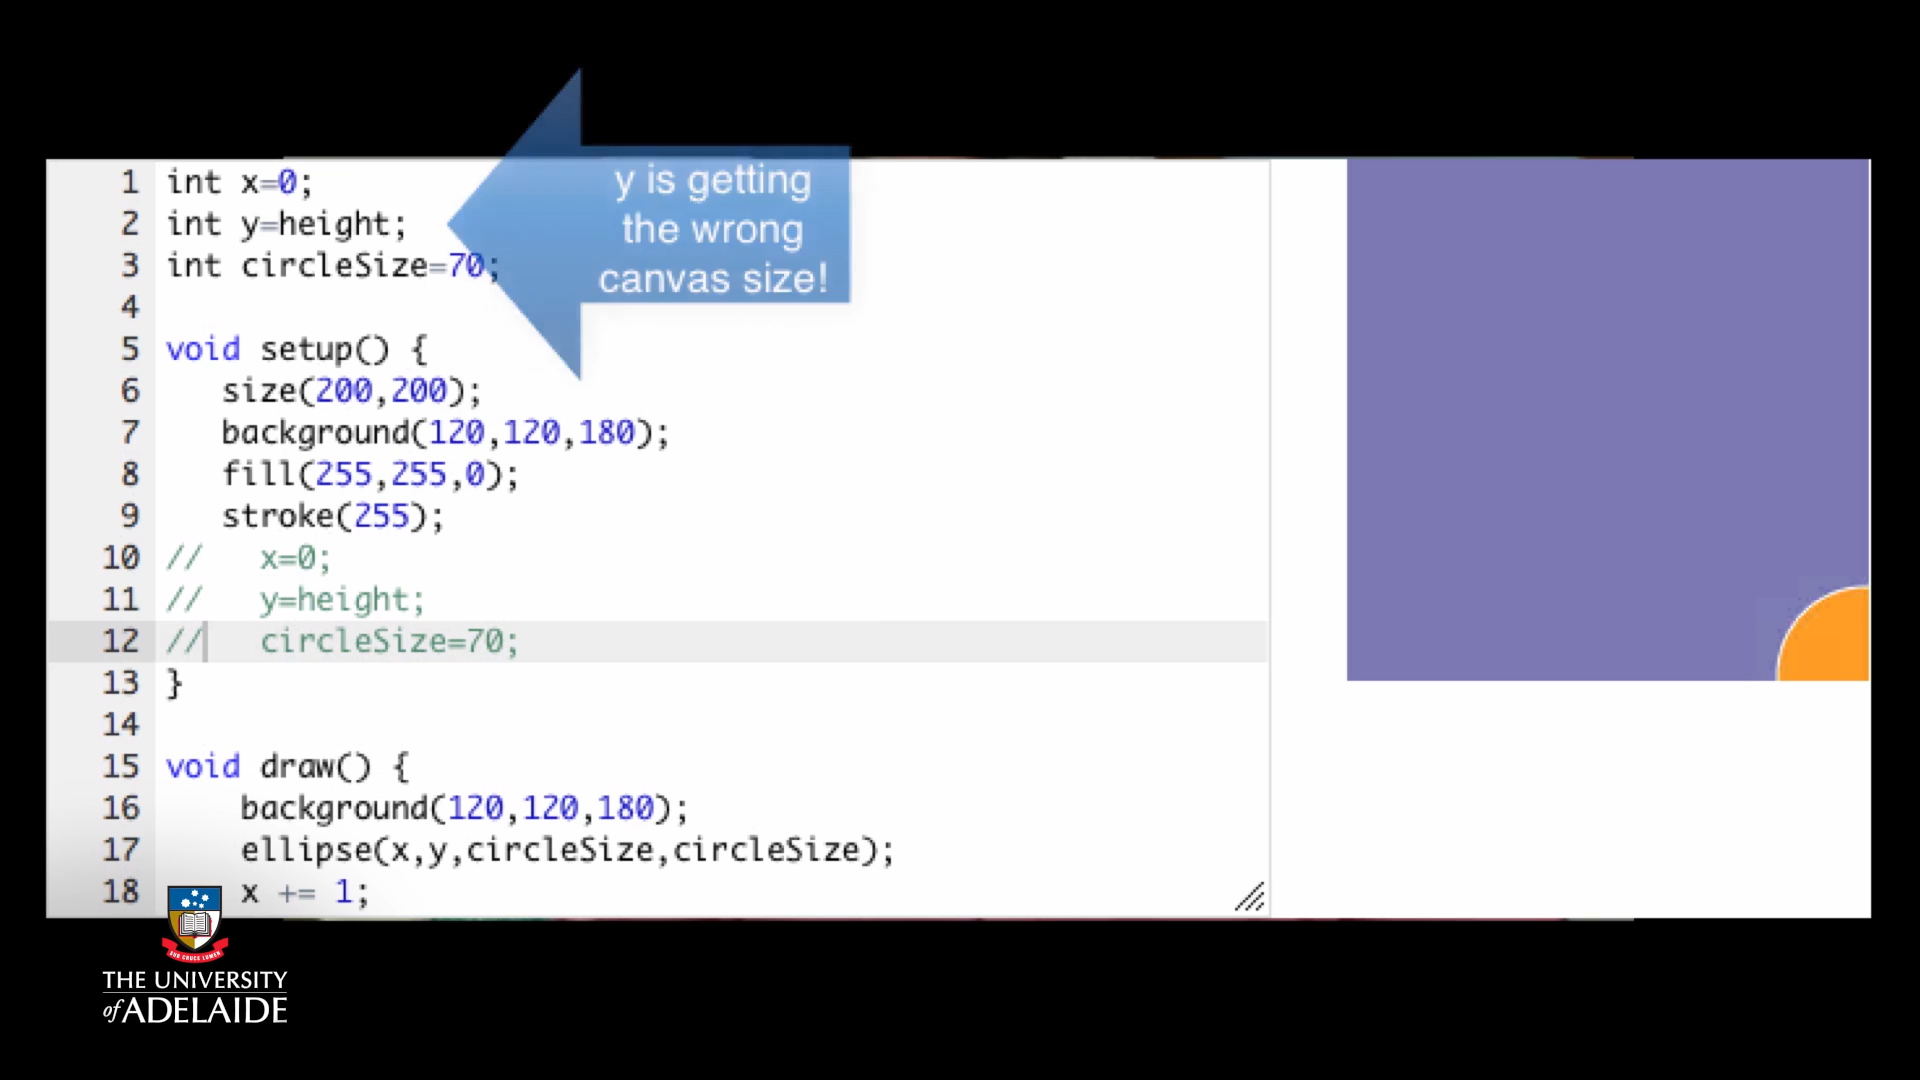 1 int x=0;
2 int y=height;
3 int circleSize=70;
4
5 void setup() {
6 size(200,200);
7 background(120,120,180);
8 fill(255,255,0);
9 stroke(255);
10 // x=0;
11 // y=height;
12 // circleSize=70;
13 }
14
15 void draw() {
16 background(120,120,180);
17 ellipse(x,y,circleSize,circleSize);
18 x += 1;
y is getting
the wrong
canvas size!
SUB CRUCE LUMEN
THE UNIVERSITY
of ADELAIDE